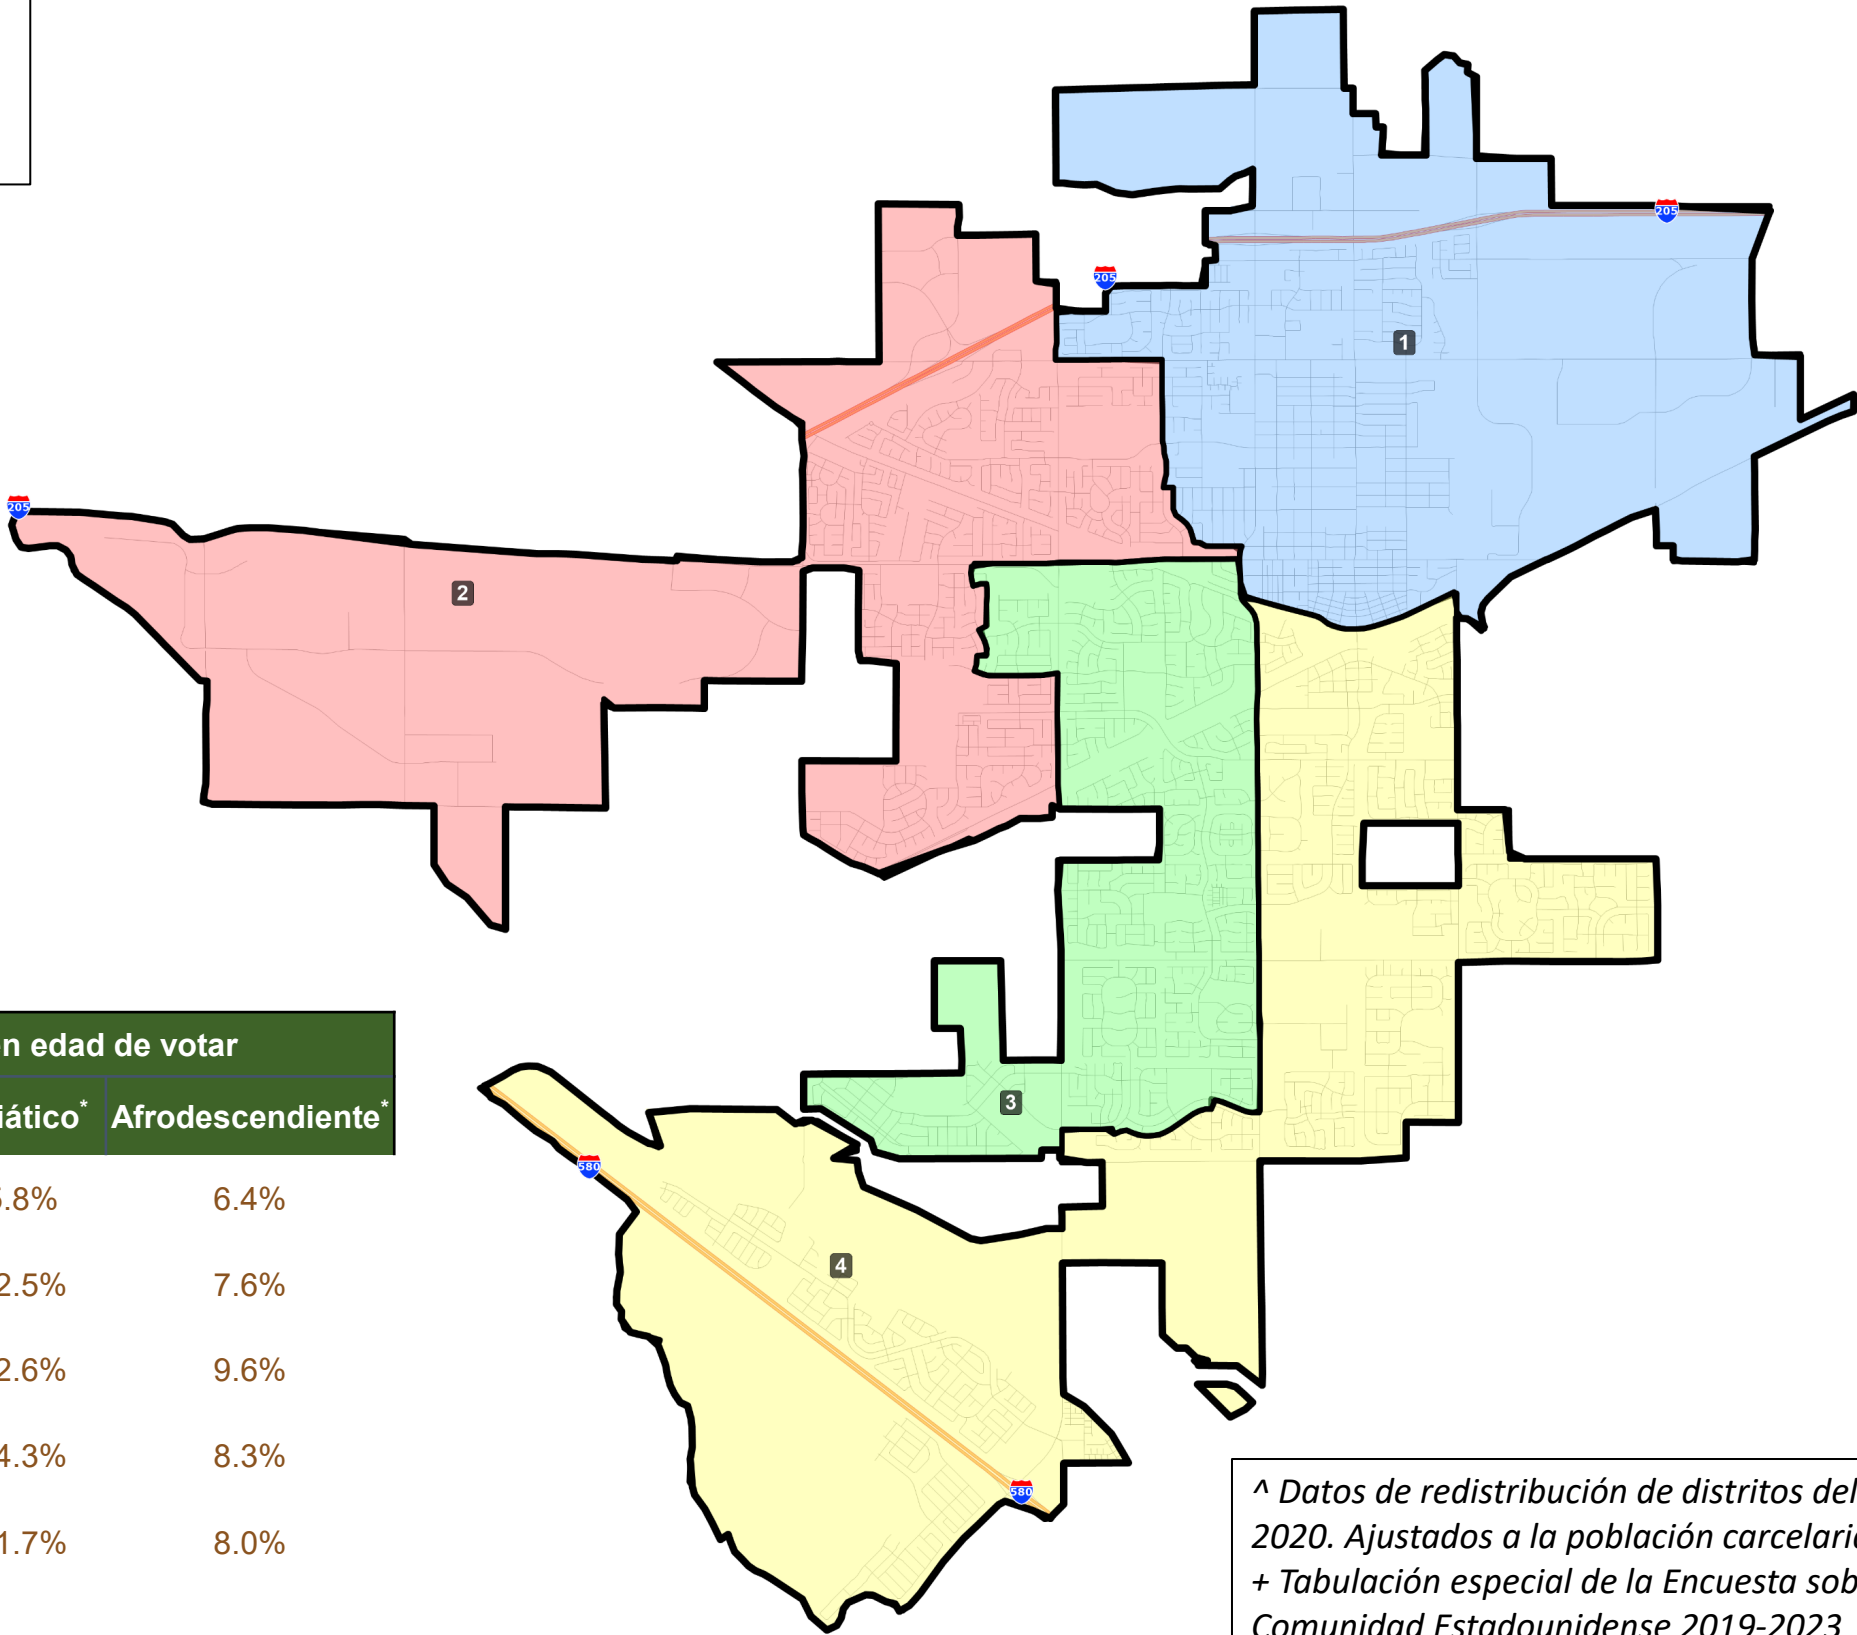 205
205
1
205
2
n edad de votar
iático* Afrodescendiente*
3
580
.8% 6.4%
4
2.5% 7.6%
2.6% 9.6%
4.3% 8.3%
580
1.7% 8.0%
^ Datos de redistribución de distritos del
2020. Ajustados a la población carcelari
+ Tabulación especial de la Encuesta sob
Comunidad Estadounidense 2019-2023